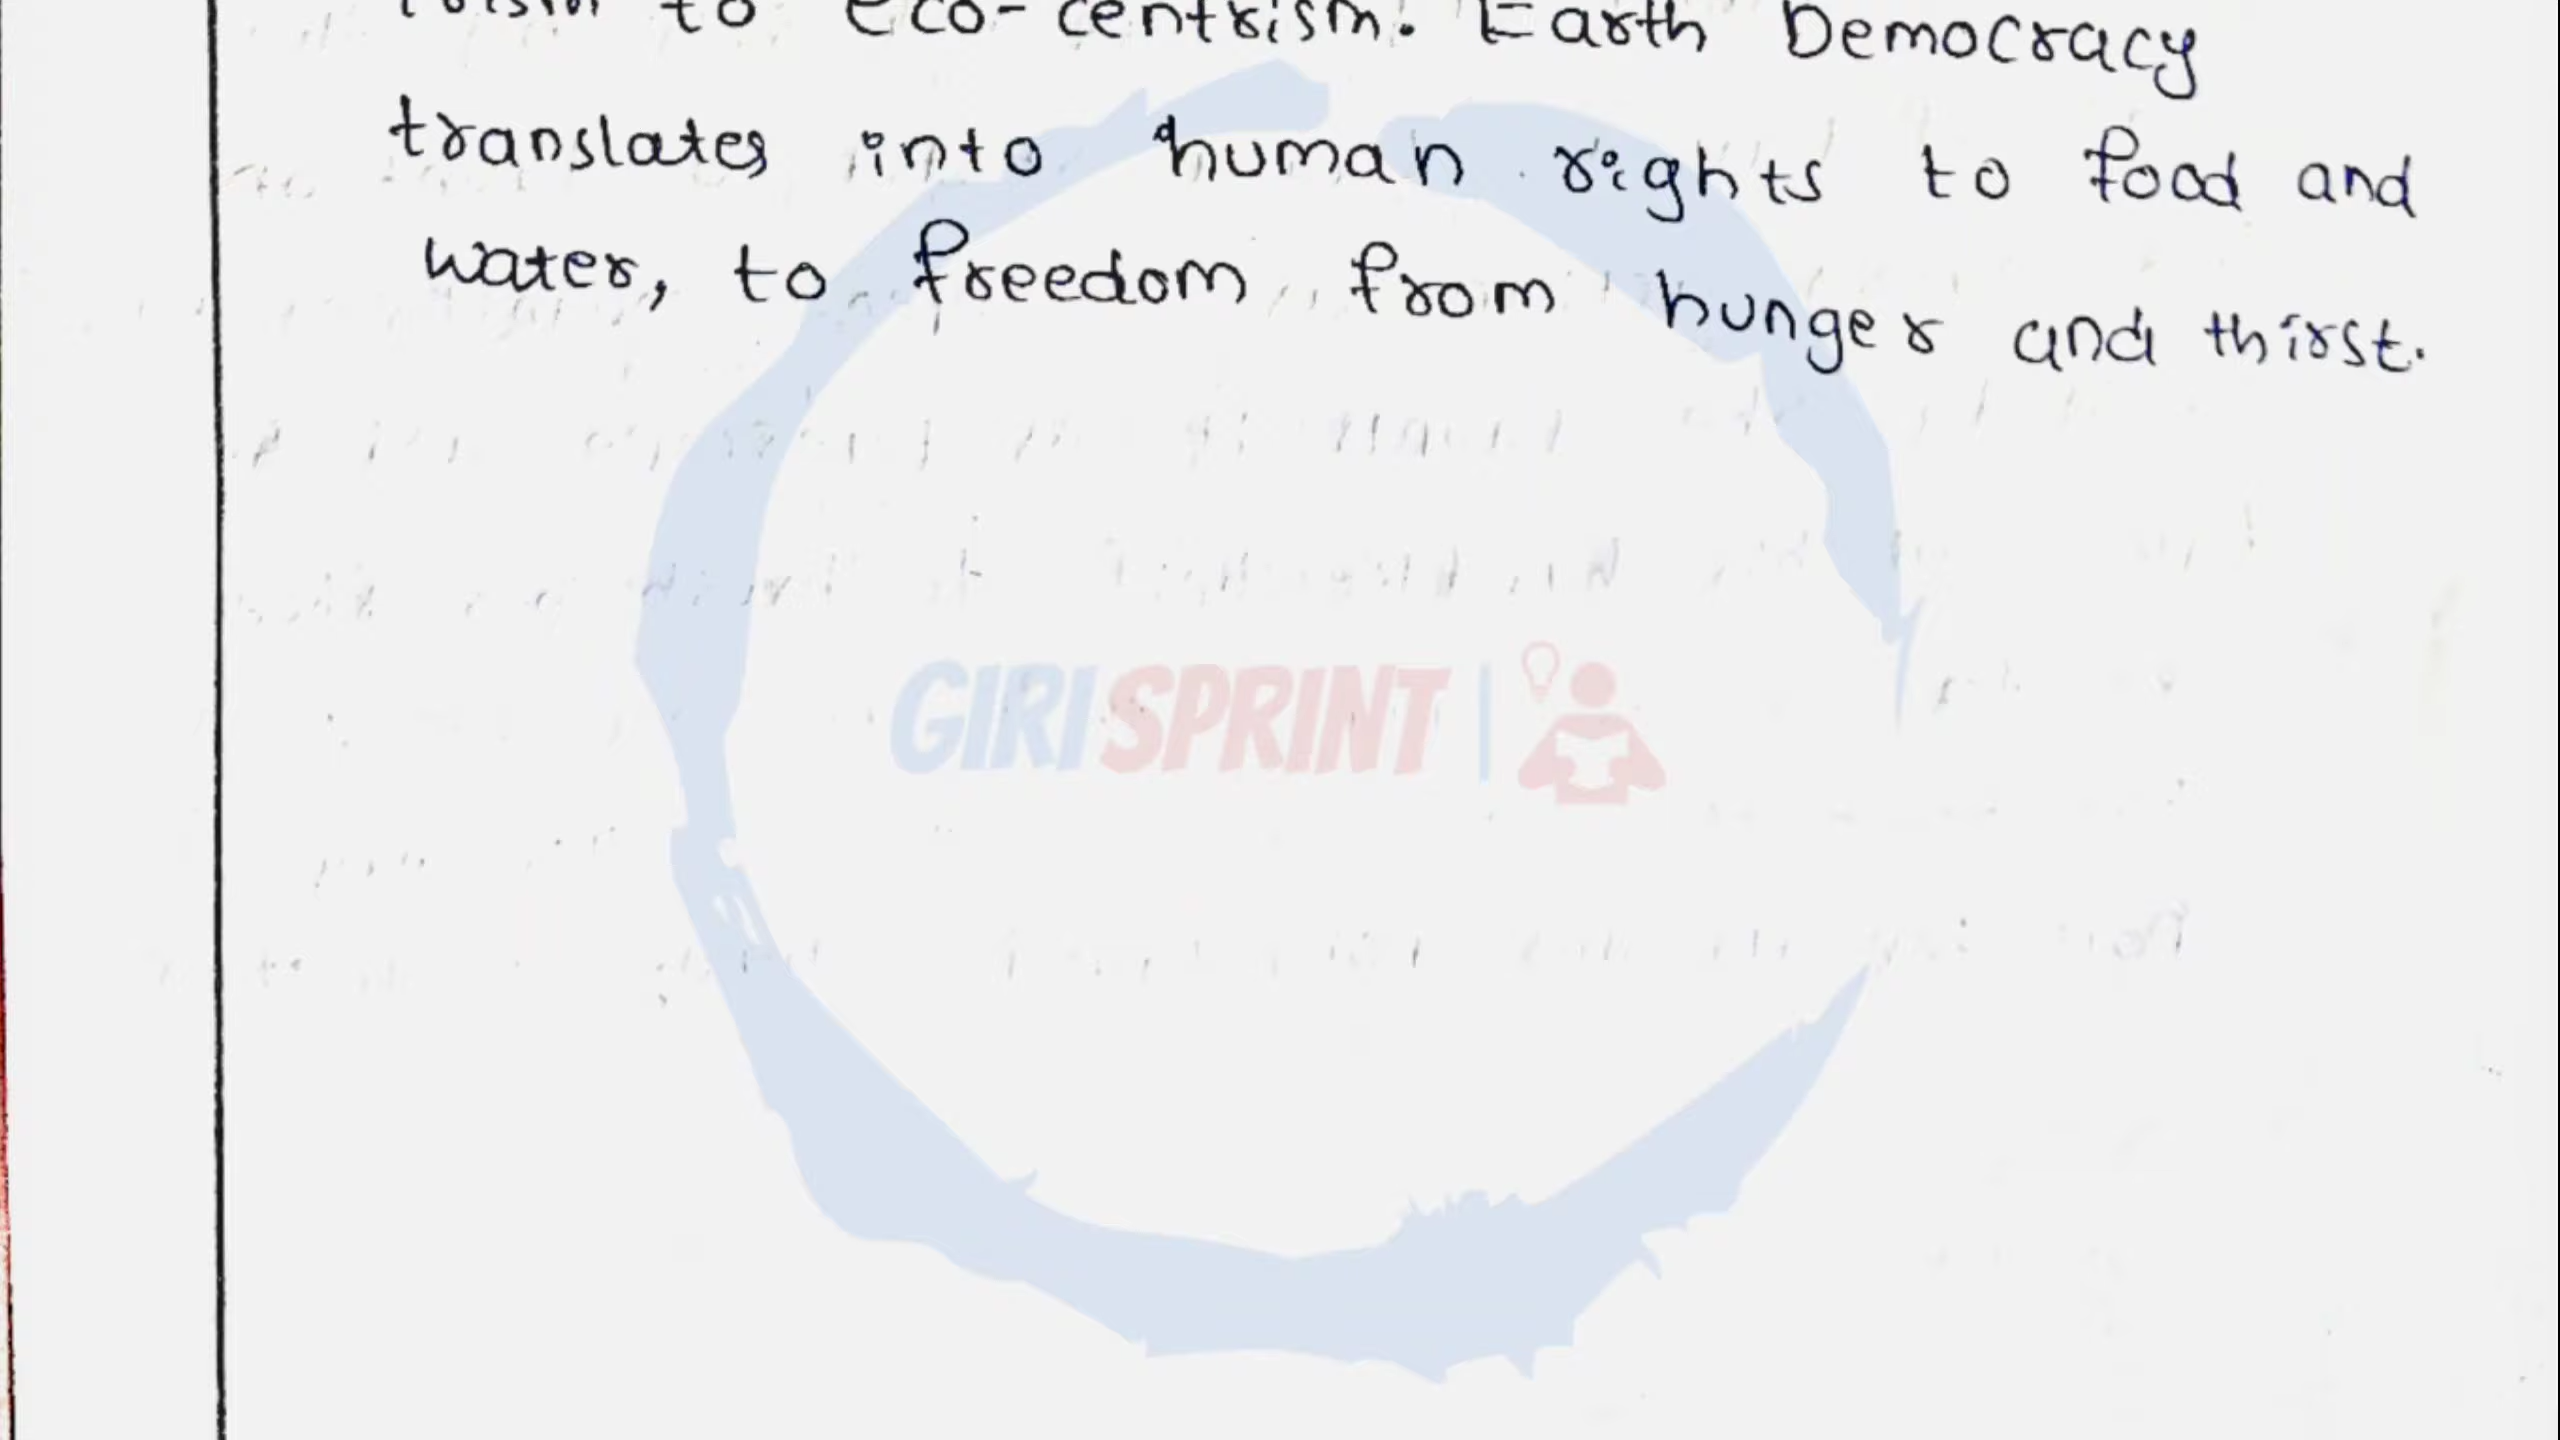 to eco-centrism. Earth Democracy
translates into human rights to food and
water, to freedom from hunger and thirst.
GIRISPRINT